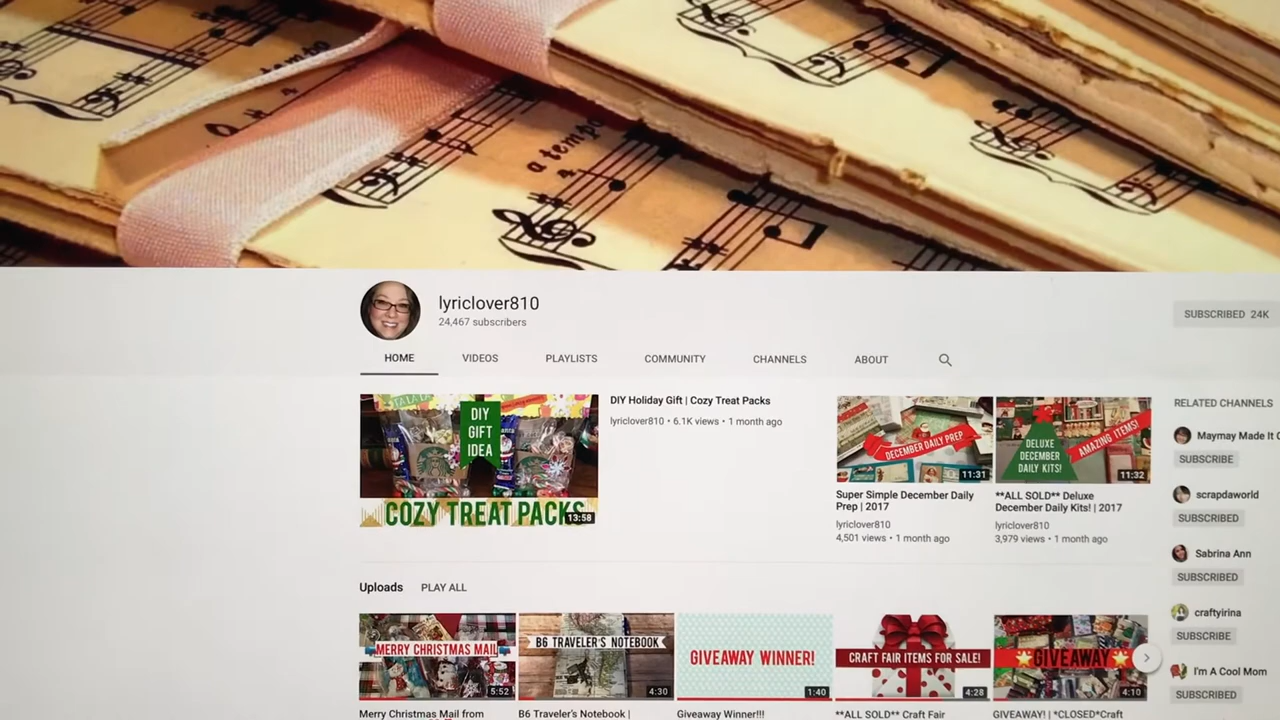 a tempo
a tempo
lyriclover810
24,467 subscribers
SUBSCRIBED 24K
HOME VIDEOS PLAYLISTS COMMUNITY CHANNELS ABOUT
DIY
GIFT
IDEA
COZY TREAT PACKS
13:58
DIY Holiday Gift | Cozy Treat Packs
lyriclover810 • 6.1K views • 1 month ago
DECEMBER DAILY PREP
11:31
Super Simple December Daily
Prep | 2017
lyriclover810
4,501 views • 1 month ago
DELUXE
DECEMBER
DAILY KITS!
AMAZING ITEMS!
11:32
**ALL SOLD** Deluxe
December Daily Kits! | 2017
lyriclover810
3,979 views • 1 month ago
RELATED CHANNELS
Maymay Made It
SUBSCRIBE
scrapdaworld
SUBSCRIBED
Sabrina Ann
SUBSCRIBED
craftyirina
SUBSCRIBE
I'm A Cool Mom
SUBSCRIBED
Uploads PLAY ALL
MERRY CHRISTMAS MAIL
5:52
Merry Christmas Mail from
B6 TRAVELER'S NOTEBOOK
4:30
B6 Traveler's Notebook |
GIVEAWAY WINNER!
1:40
Giveaway Winner!!!
CRAFT FAIR ITEMS FOR SALE!
4:28
**ALL SOLD** Craft Fair
GIVEAWAY
4:10
GIVEAWAY! | *CLOSED*Craft